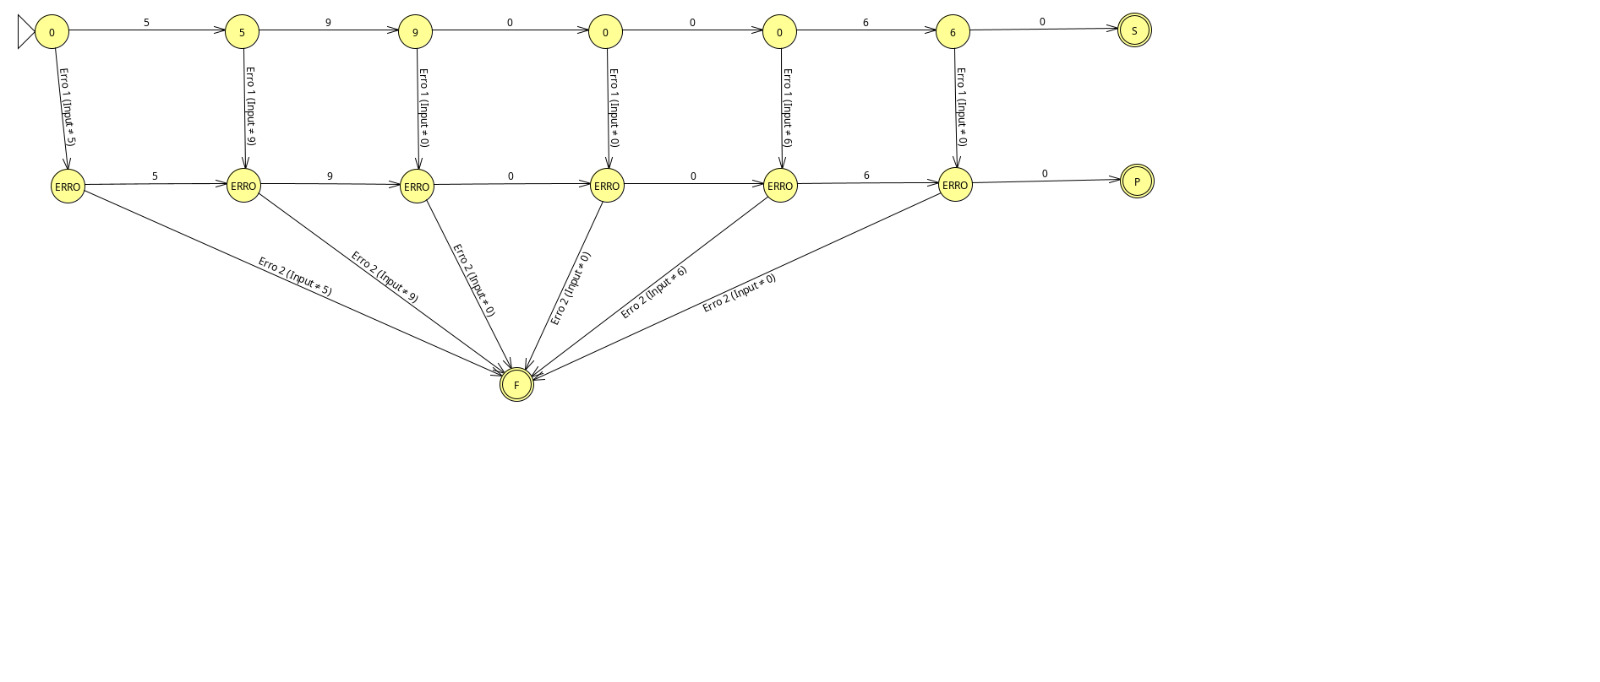 5 9 0 0 6 0
0 5 9 0 0 6 S
Erro 1 (Input ≠ 5)
Erro 1 (Input ≠ 9)
Erro 1 (Input ≠ 0)
Erro 1 (Input ≠ 0)
Erro 1 (Input ≠ 6)
Erro 1 (Input ≠ 0)
5 9 0 0 6 0
ERRO ERRO ERRO ERRO ERRO ERRO P
Erro 2 (Input ≠ 5)
Erro 2 (Input ≠ 9)
Erro 2 (Input ≠ 0)
Erro 2 (Input ≠ 0)
Erro 2 (Input ≠ 6)
Erro 2 (Input ≠ 0)
F